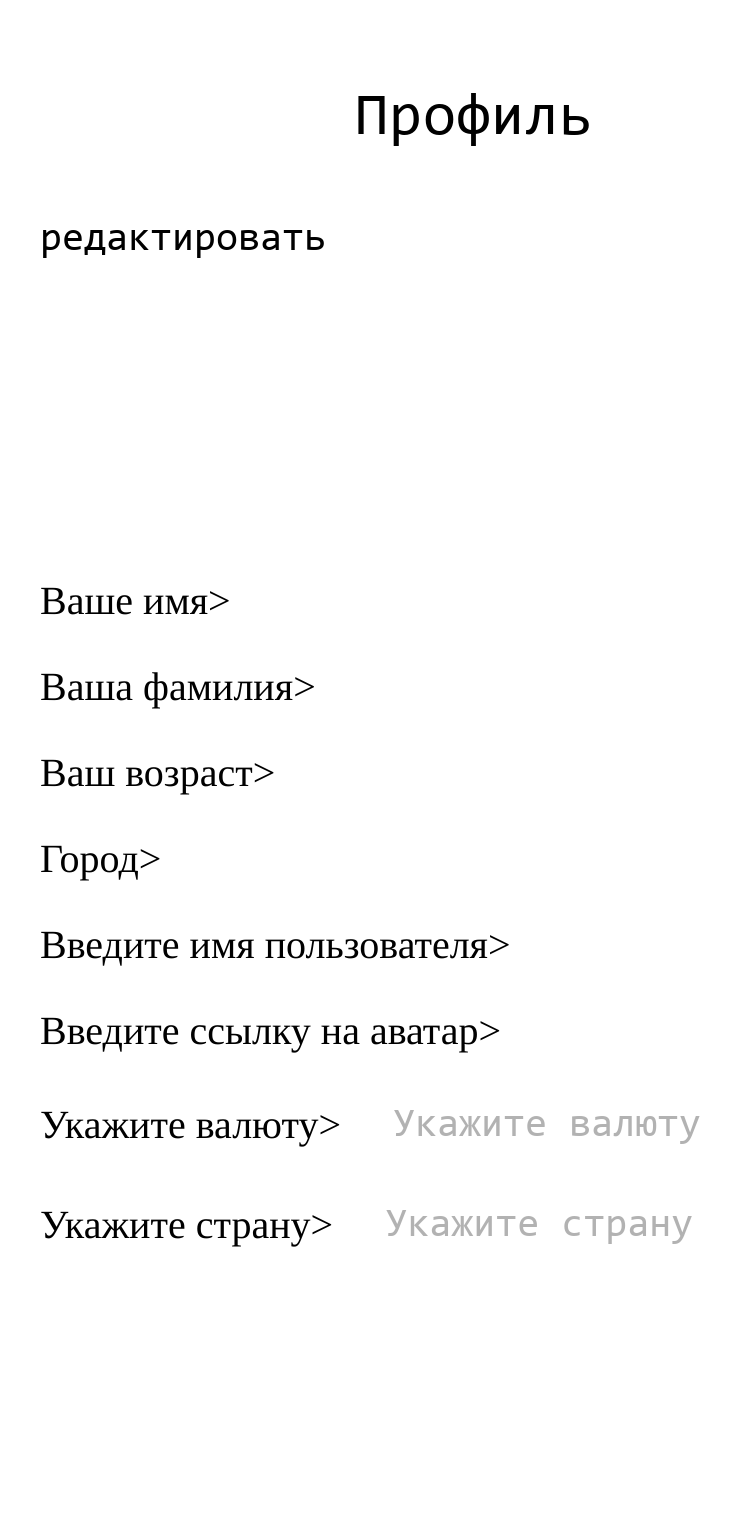 Профиль
редактировать
Ваше имя>
Ваша фамилия>
Ваш возраст>
Город>
Введите имя пользователя>
Введите ссылку на аватар>
Укажите валюту> Укажите валюту
Укажите страну> Укажите страну